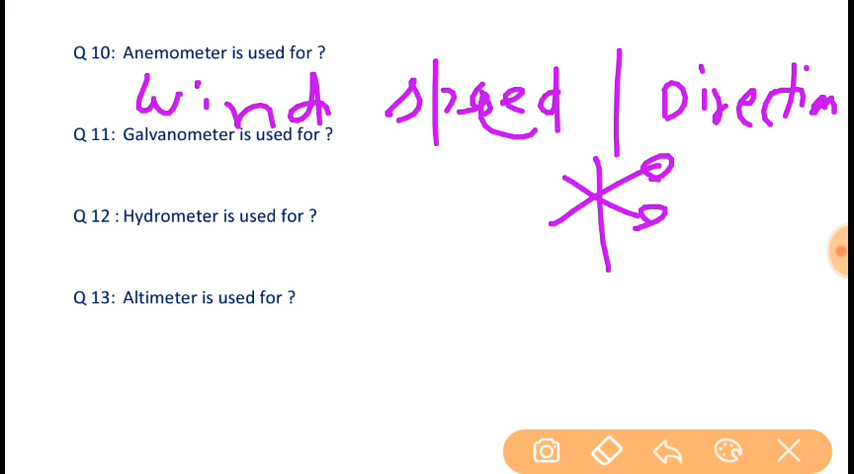 Q 10: Anemometer is used for ?
Wind speed | Direction
Q 11: Galvanometer is used for ?
Q 12 : Hydrometer is used for ?
Q 13: Altimeter is used for ?